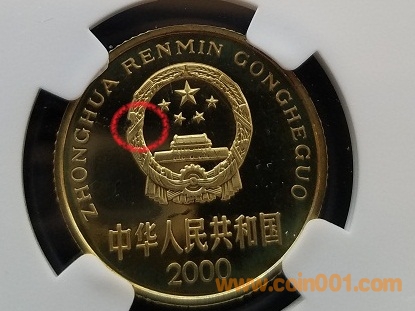 ZHONGHUA RENMIN GONGHEGUO
中华人民共和国
2000
www.coin001.com